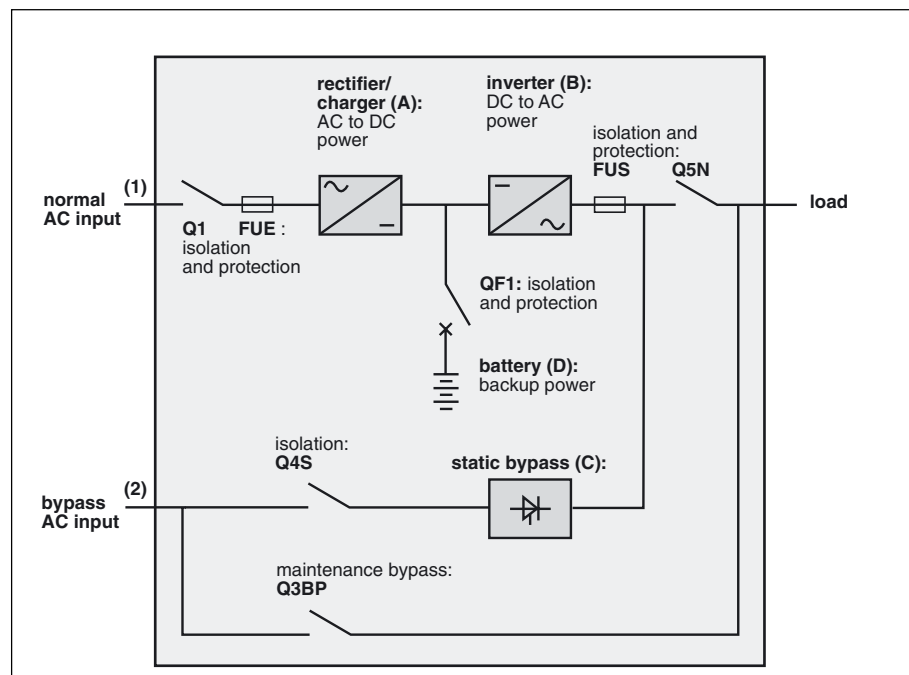 rectifier/
charger (A):
AC to DC
power
inverter (B):
DC to AC
power
isolation and
protection:
FUS Q5N
(1)
normal
AC input
load
Q1 FUE :
isolation
and protection
QF1: isolation
and protection
battery (D):
backup power
isolation:
Q4S
static bypass (C):
(2)
bypass
AC input
maintenance bypass:
Q3BP